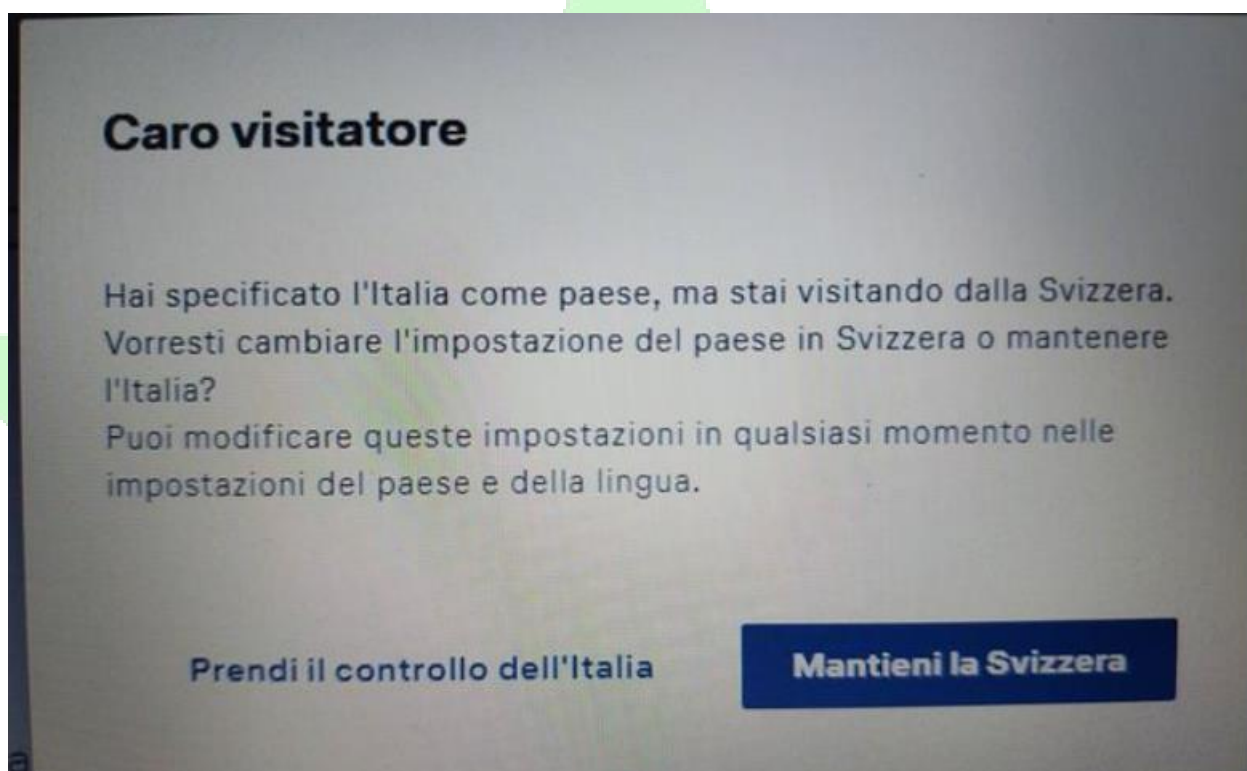 Caro visitatore
Hai specificato l'Italia come paese, ma stai visitando dalla Svizzera.
Vorresti cambiare l'impostazione del paese in Svizzera o mantenere
l'Italia?
Puoi modificare queste impostazioni in qualsiasi momento nelle
impostazioni del paese e della lingua.
Prendi il controllo dell'Italia
Mantieni la Svizzera